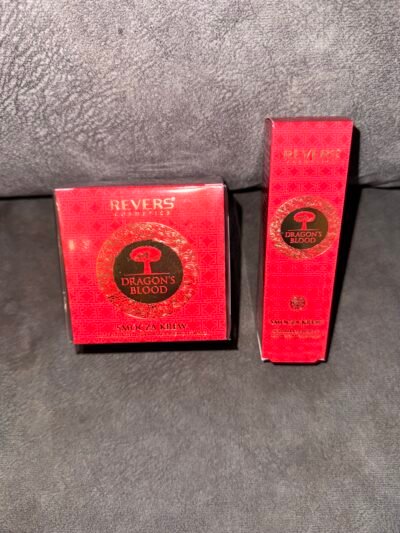 REVERS
COSMETICS
DRAGON'S
BLOOD
SMOCZA KREW
REVERS
DRAGON'S
BLOOD
SMOCZA KREW